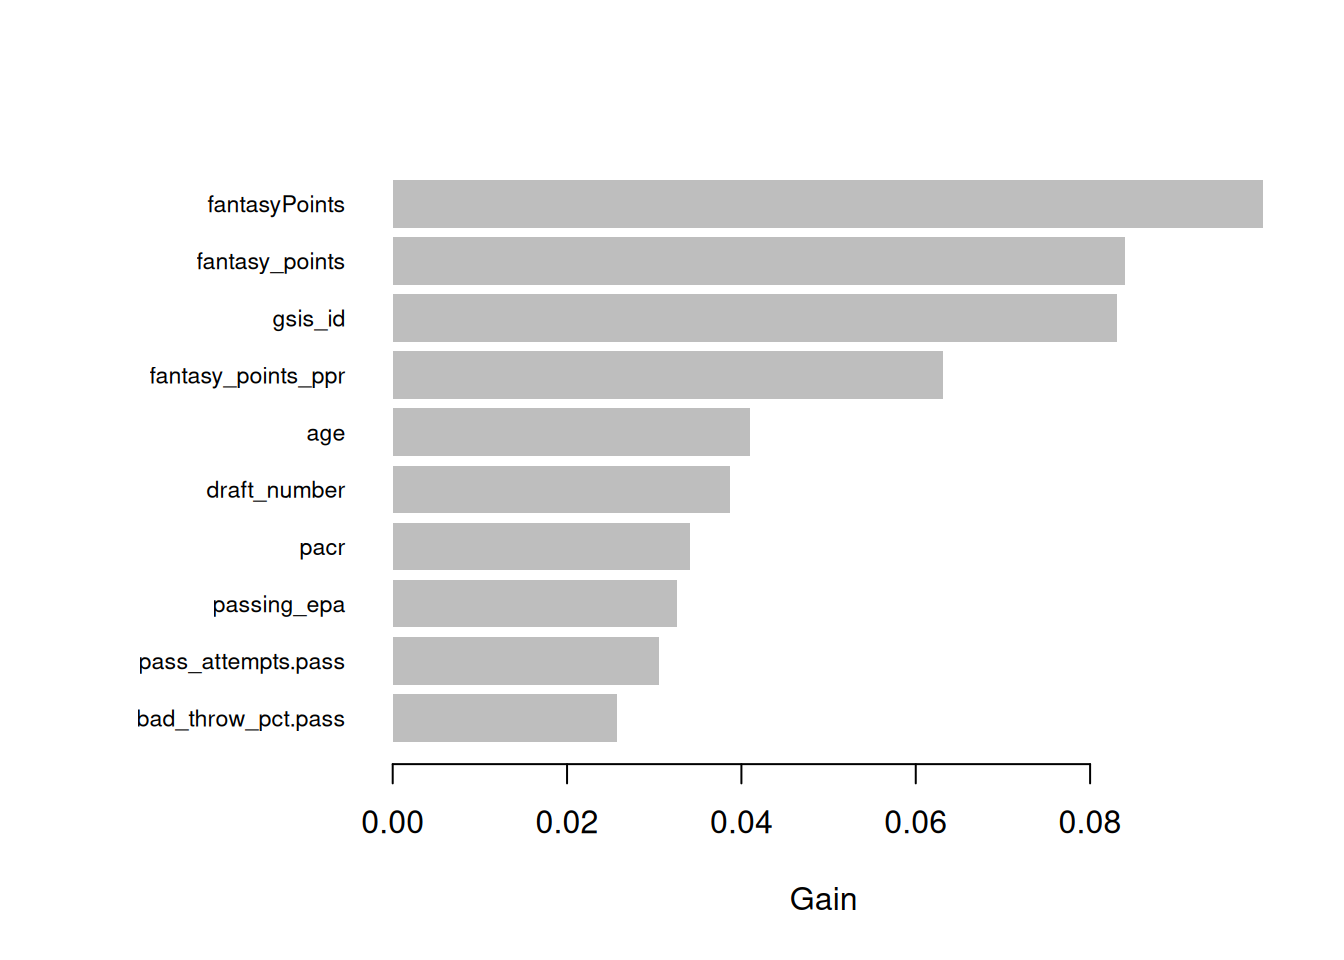 fantasyPoints
fantasy_points
gsis_id
fantasy_points_ppr
age
draft_number
pacr
passing_epa
pass_attempts.pass
bad_throw_pct.pass
0.00 0.02 0.04 0.06 0.08
Gain